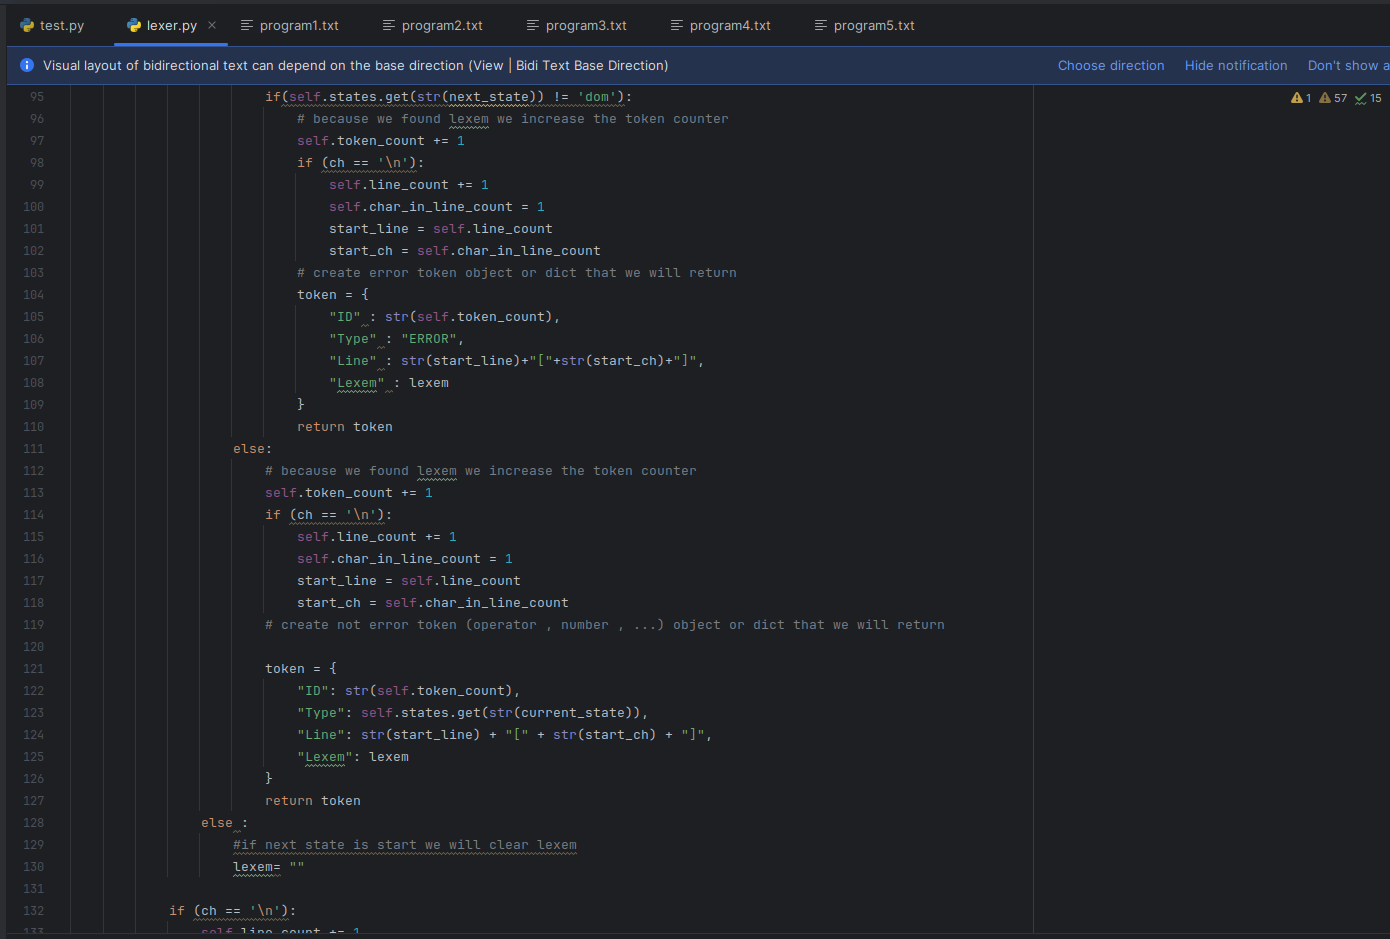 test.py lexer.py program1.txt program2.txt program3.txt program4.txt program5.txt
Visual layout of bidirectional text can depend on the base direction (View | Bidi Text Base Direction) Choose direction Hide notification Don't show a
1 57 15
95 if(self.states.get(str(next_state)) != 'dom'):
96 # because we found lexem we increase the token counter
97 self.token_count += 1
98 if (ch == '\n'):
99 self.line_count += 1
100 self.char_in_line_count = 1
101 start_line = self.line_count
102 start_ch = self.char_in_line_count
103 # create error token object or dict that we will return
104 token = {
105 "ID" : str(self.token_count),
106 "Type" : "ERROR",
107 "Line" : str(start_line)+"["+str(start_ch)+"]",
108 "Lexem" : lexem
109 }
110 return token
111 else:
112 # because we found lexem we increase the token counter
113 self.token_count += 1
114 if (ch == '\n'):
115 self.line_count += 1
116 self.char_in_line_count = 1
117 start_line = self.line_count
118 start_ch = self.char_in_line_count
119 # create not error token (operator , number , ...) object or dict that we will return
120
121 token = {
122 "ID": str(self.token_count),
123 "Type": self.states.get(str(current_state)),
124 "Line": str(start_line) + "[" + str(start_ch) + "]",
125 "Lexem": lexem
126 }
127 return token
128 else :
129 #if next state is start we will clear lexem
130 lexem= ""
131
132 if (ch == '\n'):
133 self.line_count += 1